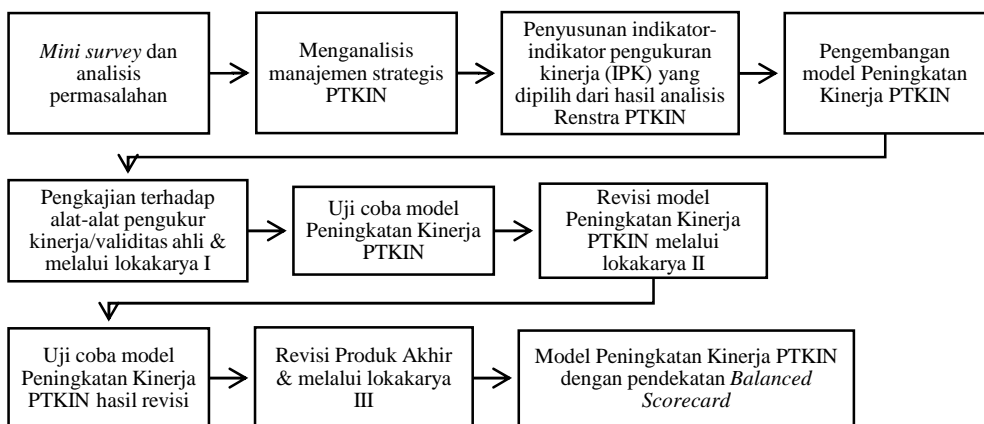 Mini survey dan
analisis
permasalahan
Menganalisis
manajemen strategis
PTKIN
Penyusunan indikator-
indikator pengukuran
kinerja (IPK) yang
dipilih dari hasil analisis
Renstra PTKIN
Pengembangan
model Peningkatan
Kinerja PTKIN
Pengkajian terhadap
alat-alat pengukur
kinerja/validitas ahli &
melalui lokakarya I
Uji coba model
Peningkatan Kinerja
PTKIN
Revisi model
Peningkatan Kinerja
PTKIN melalui
lokakarya II
Uji coba model
Peningkatan Kinerja
PTKIN hasil revisi
Revisi Produk Akhir
& melalui lokakarya
III
Model Peningkatan Kinerja PTKIN
dengan pendekatan Balanced
Scorecard